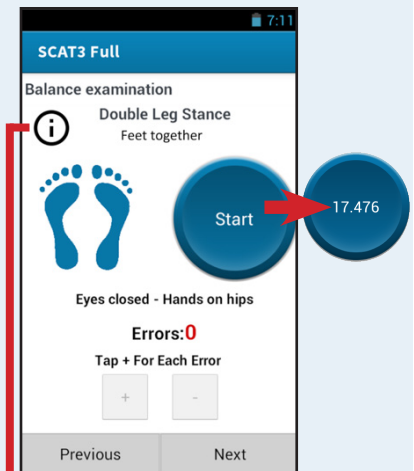 7:11
SCAT3 Full
Balance examination
Double Leg Stance
i
Feet together
Start
17.476
Eyes closed - Hands on hips
Errors:0
Tap + For Each Error
+ -
Previous Next